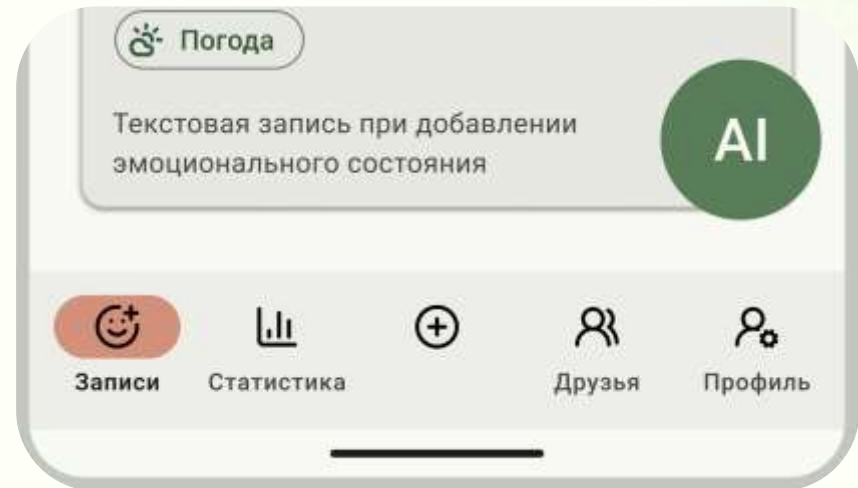 Погода
Текстовая запись при добавлении
эмоционального состояния
AI
Записи
Статистика
Друзья
Профиль